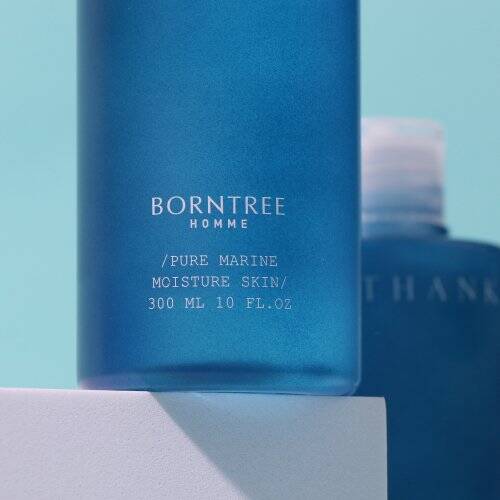 BORNTREE
HOMME
/PURE MARINE
MOISTURE SKIN/
300 ML 10 FL.OZ
THANK